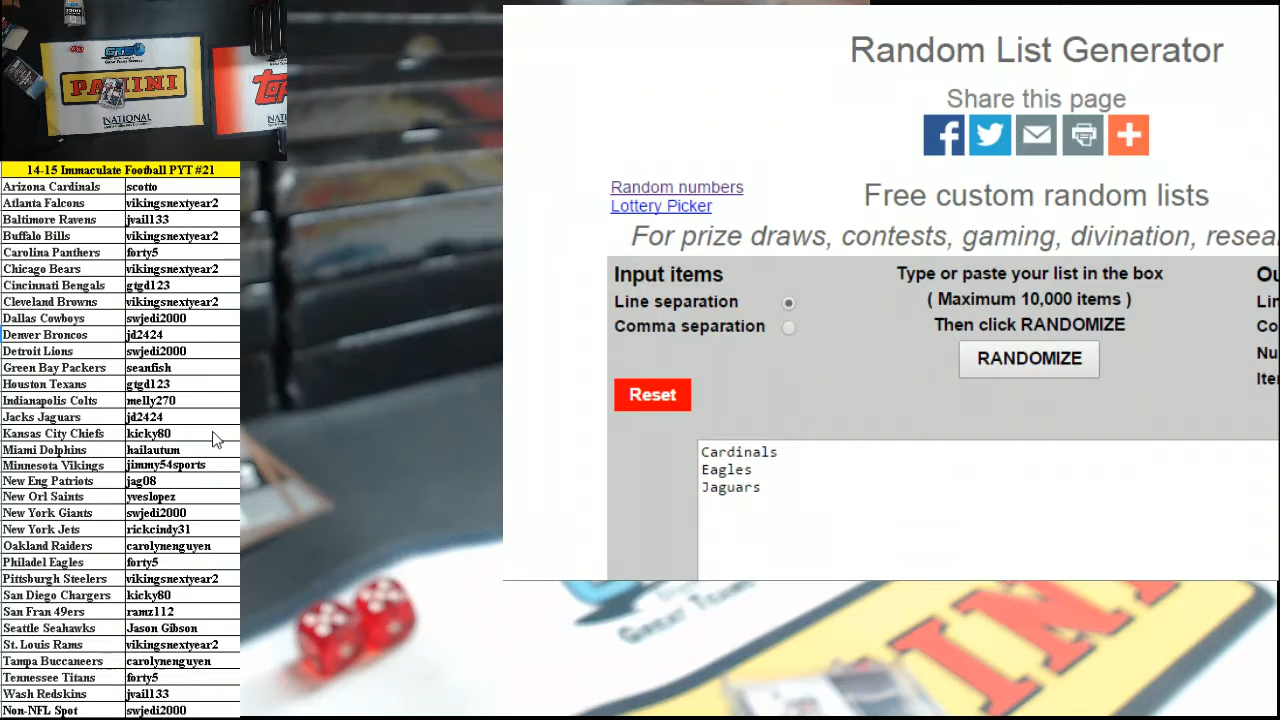 GTS
PANINI
NATIONAL
14-15 Immaculate Football PYT #21
Arizona Cardinals scotto
Atlanta Falcons vikingsnextyear2
Baltimore Ravens jvail133
Buffalo Bills vikingsnextyear2
Carolina Panthers forty5
Chicago Bears vikingsnextyear2
Cincinnati Bengals gtgd123
Cleveland Browns vikingsnextyear2
Dallas Cowboys swjedi2000
Denver Broncos jd2424
Detroit Lions swjedi2000
Green Bay Packers seanfish
Houston Texans gtgd123
Indianapolis Colts melly270
Jacks Jaguars jd2424
Kansas City Chiefs kicky80
Miami Dolphins hailautum
Minnesota Vikings jimmy54sports
New Eng Patriots jag08
New Orl Saints yveslopez
New York Giants swjedi2000
New York Jets rickcindy31
Oakland Raiders carolynenguyen
Philadel Eagles forty5
Pittsburgh Steelers vikingsnextyear2
San Diego Chargers kicky80
San Fran 49ers ramz112
Seattle Seahawks Jason Gibson
St. Louis Rams vikingsnextyear2
Tampa Buccaneers carolynenguyen
Tennessee Titans forty5
Wash Redskins jvail133
Non-NFL Spot swjedi2000
Random List Generator
Share this page
Random numbers
Lottery Picker
Free custom random lists
For prize draws, contests, gaming, divination, resea
Input items
Line separation
Comma separation
Type or paste your list in the box
( Maximum 10,000 items )
Then click RANDOMIZE
RANDOMIZE
Reset
Ou
Lin
Co
Nu
Iter
Cardinals
Eagles
Jaguars